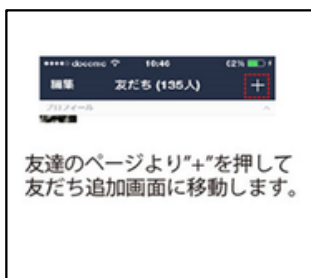 docomo 10:46 62%
編集 友だち (135人) +
プロフィール
友達のページより"+"を押して
友だち追加画面に移動します。